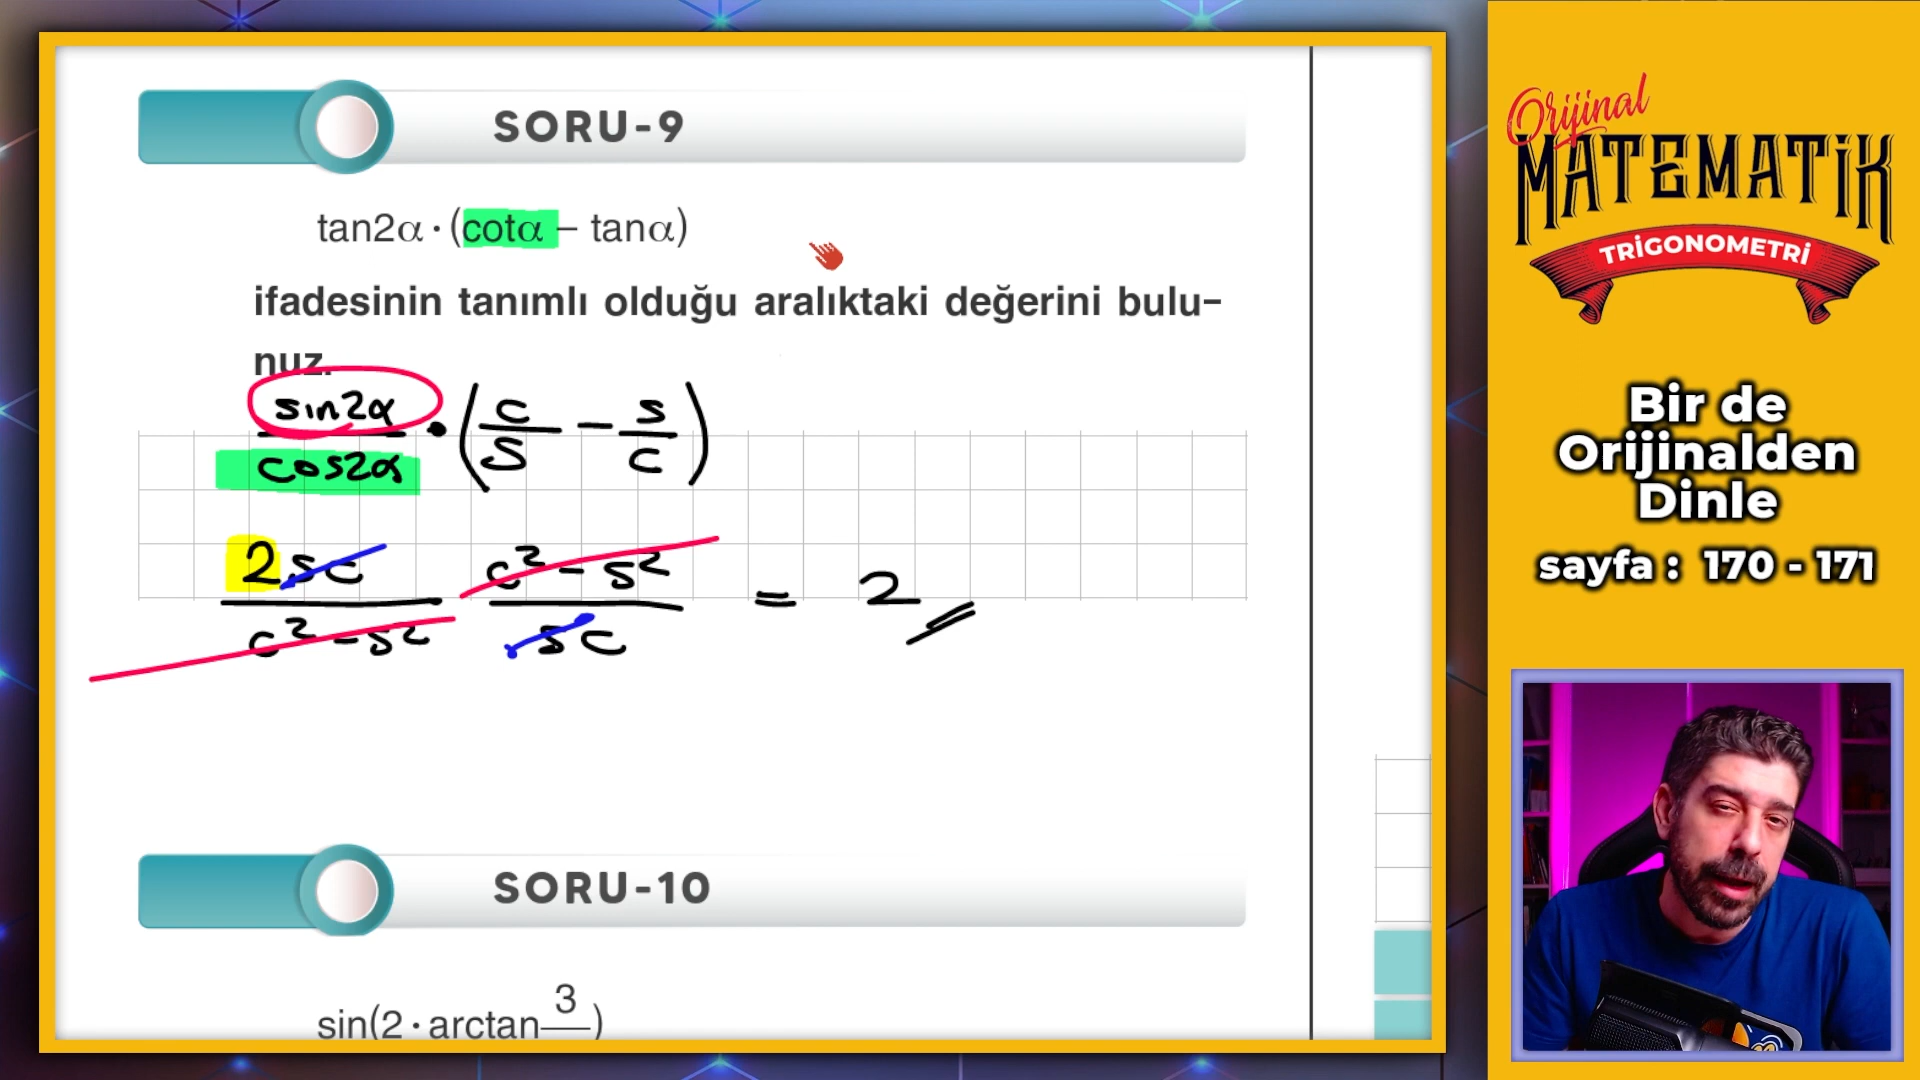 SORU-9
tan2α · (cotα – tanα)
ifadesinin tanımlı olduğu aralıktaki değerini bulu-
nuz.
sin2α / cos2α · (c/s – s/c)
2sc / c² – s² c² – s² / sc = 2
SORU-10
sin(2 · arctan 3
)
Orijinal
MATEMATİK
TRİGONOMETRİ
Bir de
Orijinalden
Dinle
sayfa : 170 - 171